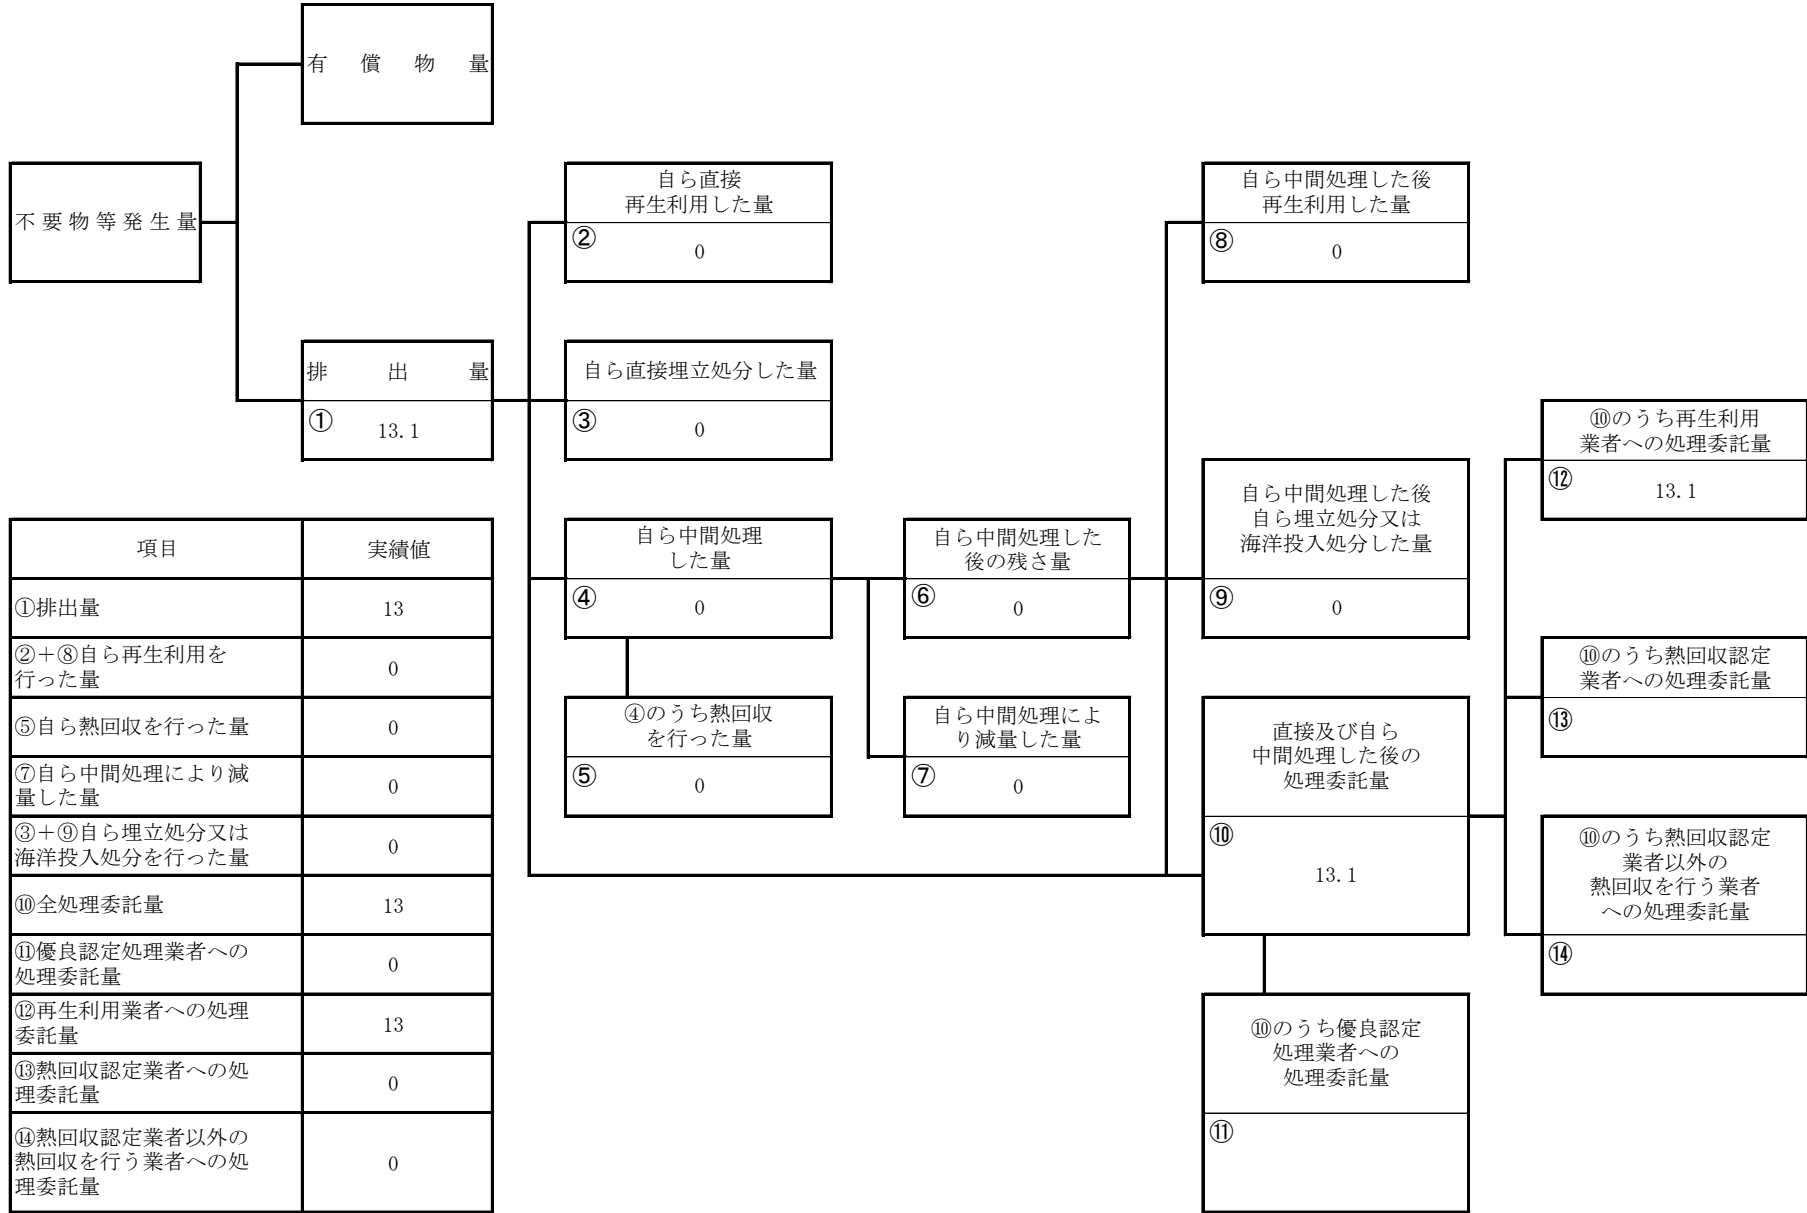 有償物量
不要物等発生量
排出量
① 13.1
自ら直接
再生利用した量
② 0
自ら直接埋立処分した量
③ 0
自ら中間処理
した量
④ 0
④のうち熱回収
を行った量
⑤ 0
自ら中間処理した
後の残さ量
⑥ 0
自ら中間処理によ
り減量した量
⑦ 0
自ら中間処理した後
再生利用した量
⑧ 0
自ら中間処理した後
自ら埋立処分又は
海洋投入処分した量
⑨ 0
直接及び自ら
中間処理した後の
処理委託量
⑩
13.1
⑩のうち優良認定
処理業者への
処理委託量
⑪
⑩のうち再生利用
業者への処理委託量
⑫ 13.1
⑩のうち熱回収認定
業者への処理委託量
⑬
⑩のうち熱回収認定
業者以外の
熱回収を行う業者
への処理委託量
⑭
項目 実績値
①排出量 13
②+⑧自ら再生利用を
行った量 0
⑤自ら熱回収を行った量 0
⑦自ら中間処理により減
量した量 0
③+⑨自ら埋立処分又は
海洋投入処分を行った量 0
⑩全処理委託量 13
⑪優良認定処理業者への
処理委託量 0
⑫再生利用業者への処理
委託量 13
⑬熱回収認定業者への処
理委託量 0
⑭熱回収認定業者以外の
熱回収を行う業者への処
理委託量 0